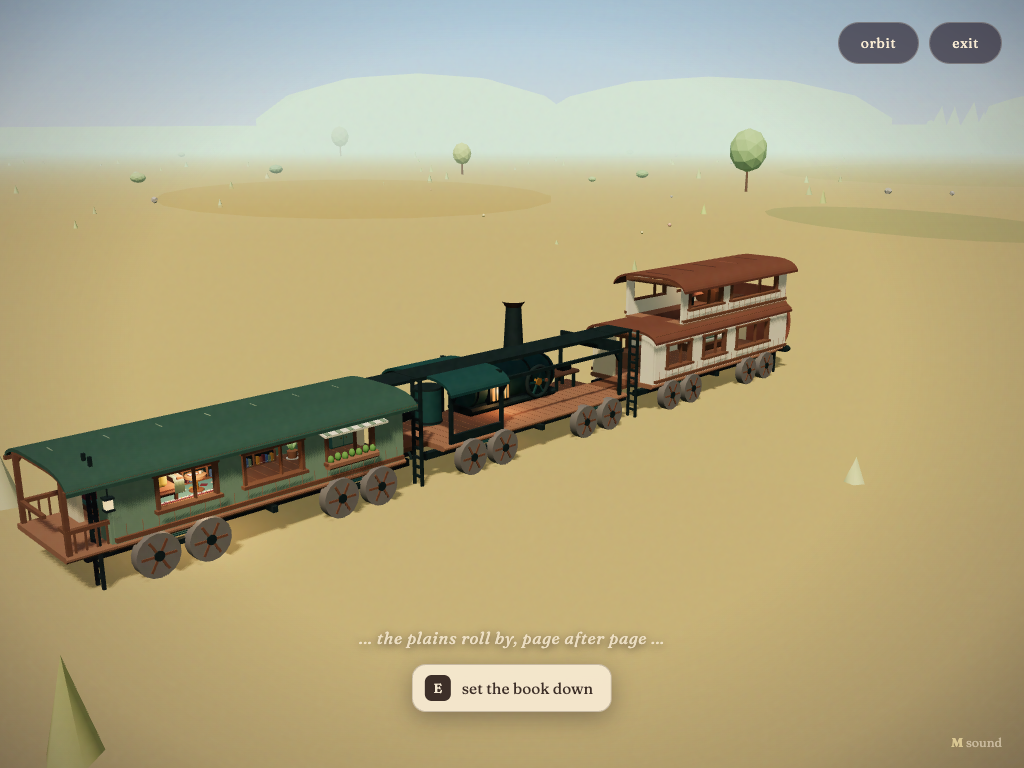 orbit
exit
... the plains roll by, page after page ...
E set the book down
M sound